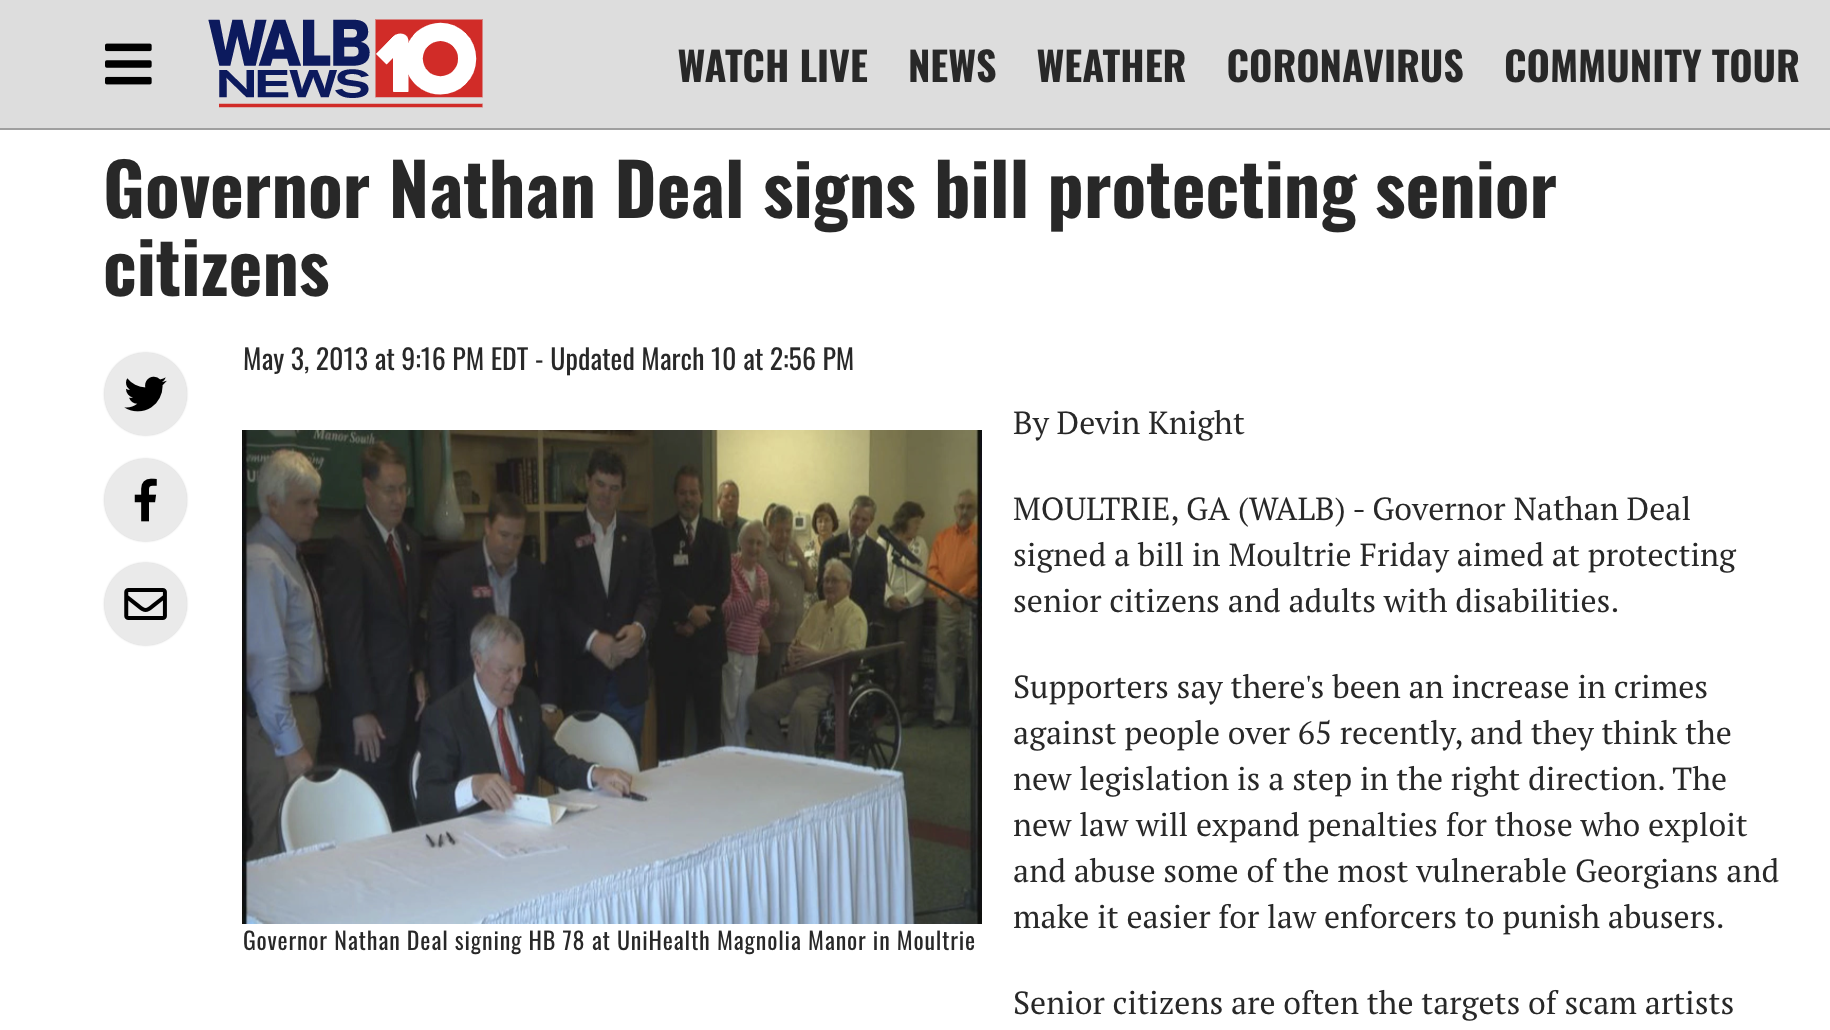 WALB
NEWS 10
WATCH LIVE NEWS WEATHER CORONAVIRUS COMMUNITY TOUR
Governor Nathan Deal signs bill protecting senior
citizens
May 3, 2013 at 9:16 PM EDT - Updated March 10 at 2:56 PM
Manor South
By Devin Knight
MOULTRIE, GA (WALB) - Governor Nathan Deal
signed a bill in Moultrie Friday aimed at protecting
senior citizens and adults with disabilities.
Supporters say there's been an increase in crimes
against people over 65 recently, and they think the
new legislation is a step in the right direction. The
new law will expand penalties for those who exploit
and abuse some of the most vulnerable Georgians and
make it easier for law enforcers to punish abusers.
Governor Nathan Deal signing HB 78 at UniHealth Magnolia Manor in Moultrie
Senior citizens are often the targets of scam artists